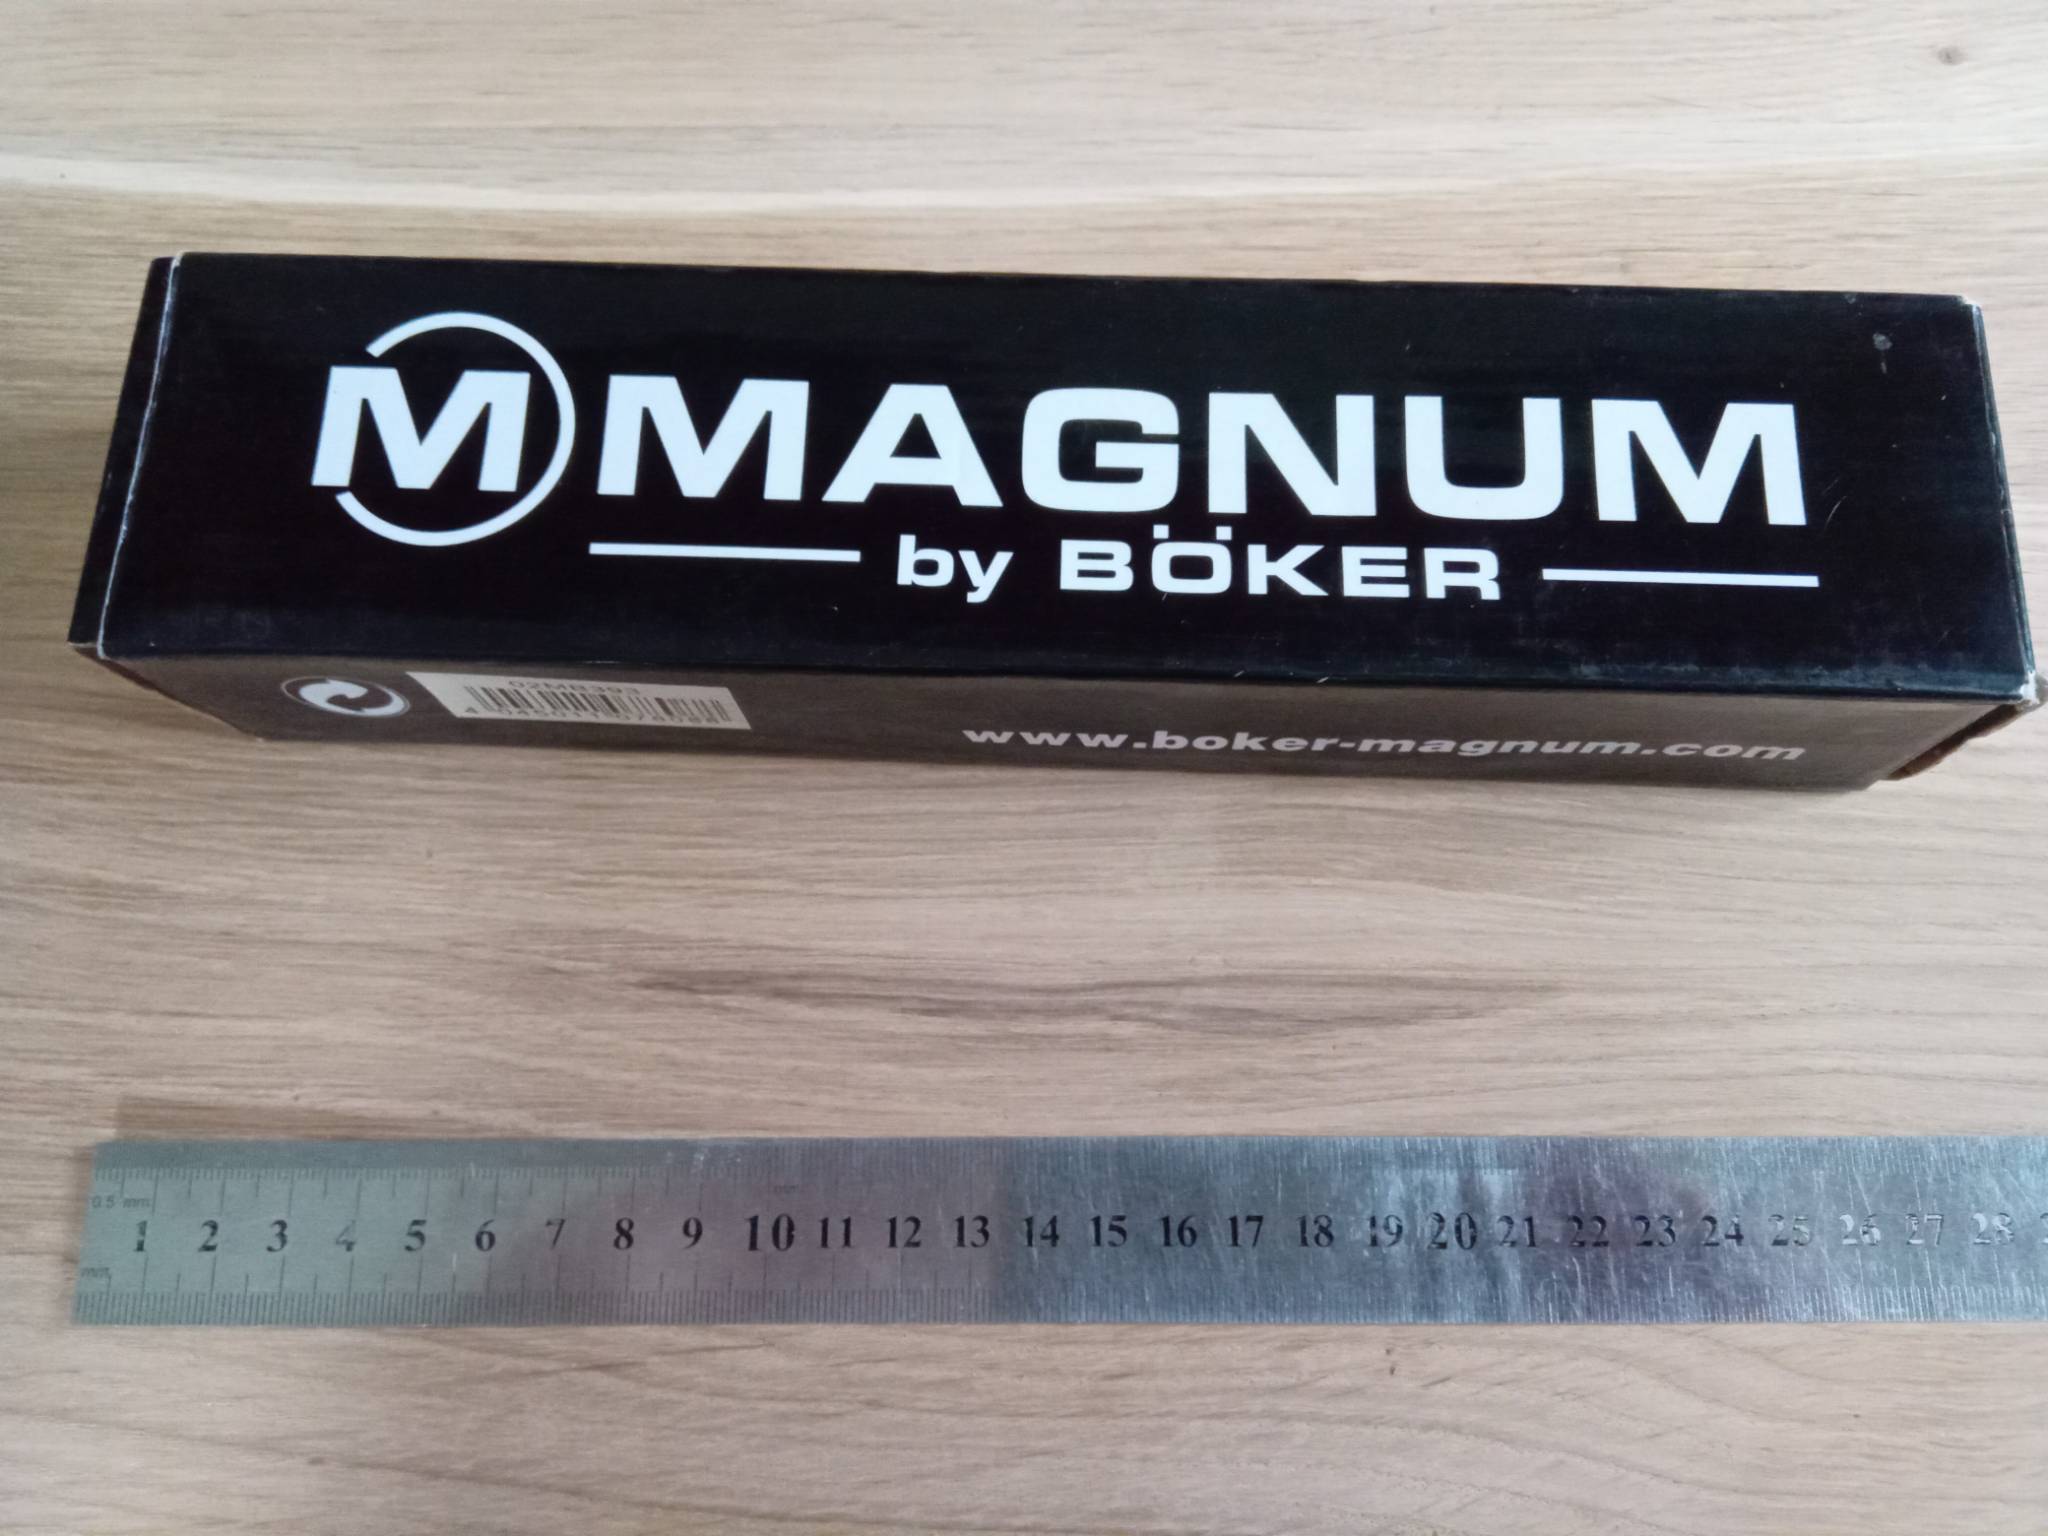 M MAGNUM
by BÖKER
02MB393
www.boker-magnum.com
0.5 mm
1 2 3 4 5 6 7 8 9 10 11 12 13 14 15 16 17 18 19 20 21 22 23 24 25 26 27 28
mm